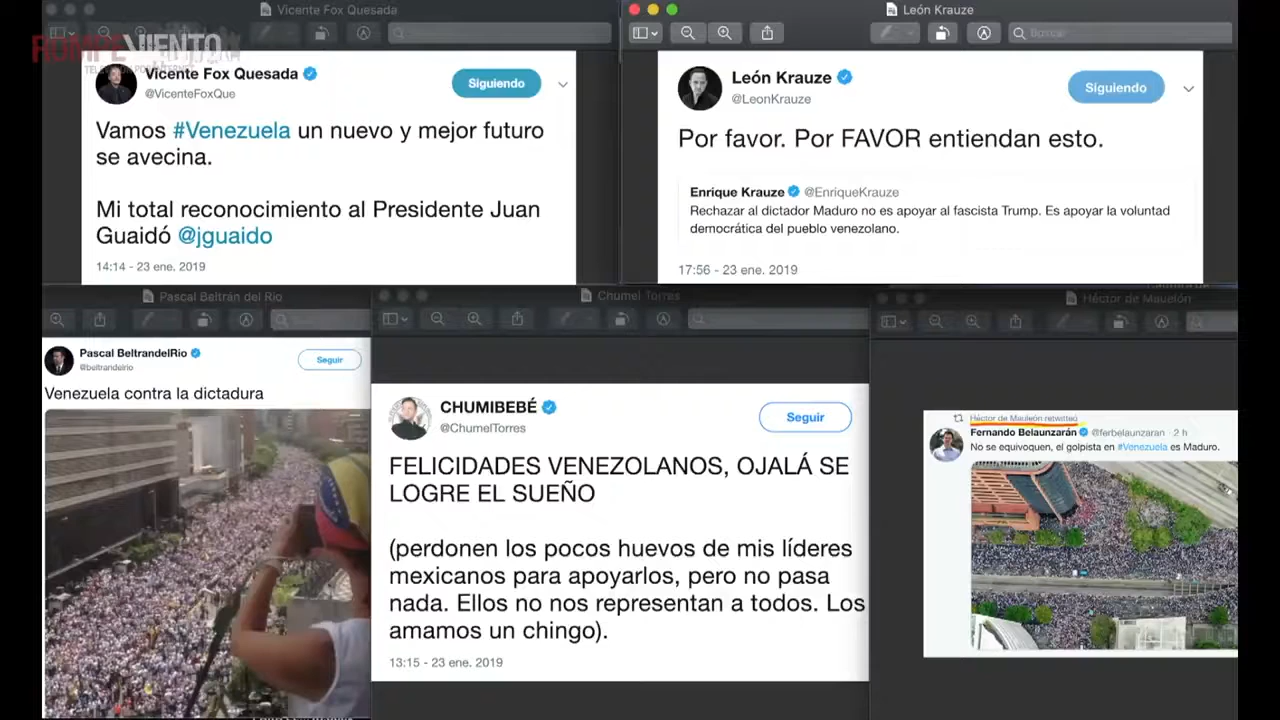 Vicente Fox Quesada
ROMPEVIENTO
TELEVISIÓN POR INTERNET
Vicente Fox Quesada
@VicenteFoxQue
Siguiendo
Vamos #Venezuela un nuevo y mejor futuro
se avecina.
Mi total reconocimiento al Presidente Juan
Guaidó @jguaido
14:14 - 23 ene. 2019
León Krauze
Buscar
León Krauze
@LeonKrauze
Siguiendo
Por favor. Por FAVOR entiendan esto.
Enrique Krauze @EnriqueKrauze
Rechazar al dictador Maduro no es apoyar al fascista Trump. Es apoyar la voluntad
democrática del pueblo venezolano.
17:56 - 23 ene. 2019
Pascal Beltrán del Rio
Pascal BeltrandelRio
@beltrandelrio
Seguir
Venezuela contra la dictadura
Chumel Torres
CHUMIBEBÉ
@ChumelTorres
Seguir
FELICIDADES VENEZOLANOS, OJALÁ SE
LOGRE EL SUEÑO
(perdonen los pocos huevos de mis líderes
mexicanos para apoyarlos, pero no pasa
nada. Ellos no nos representan a todos. Los
amamos un chingo).
13:15 - 23 ene. 2019
Héctor de Mauelón
Héctor de Mauleón retwitteó
Fernando Belaunzarán @ferbelaunzaran · 2 h
No se equivoquen, el golpista en #Venezuela es Maduro.